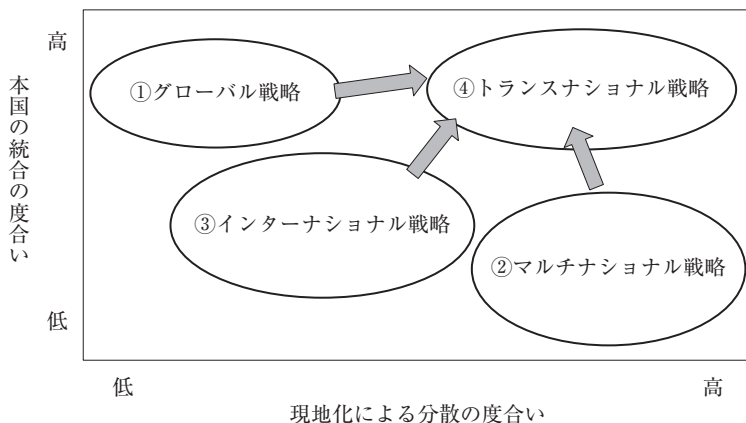 高
①グローバル戦略
④トランスナショナル戦略
本国の統合の度合い
③インターナショナル戦略
②マルチナショナル戦略
低
低
高
現地化による分散の度合い